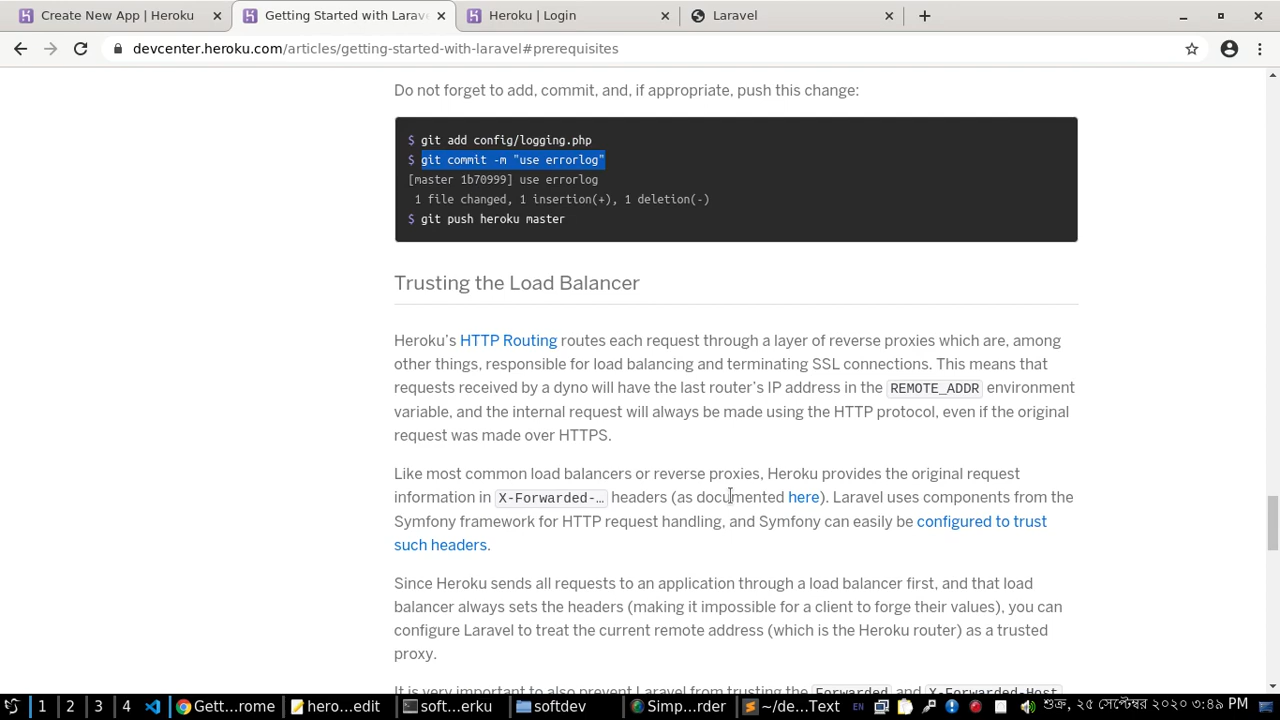 Create New App | Heroku
Getting Started with Larave
Heroku | Login
Laravel
devcenter.heroku.com/articles/getting-started-with-laravel#prerequisites
Do not forget to add, commit, and, if appropriate, push this change:
$ git add config/logging.php
$ git commit -m "use errorlog"
[master 1b70999] use errorlog
1 file changed, 1 insertion(+), 1 deletion(-)
$ git push heroku master
Trusting the Load Balancer
Heroku’s HTTP Routing routes each request through a layer of reverse proxies which are, among
other things, responsible for load balancing and terminating SSL connections. This means that
requests received by a dyno will have the last router’s IP address in the REMOTE_ADDR environment
variable, and the internal request will always be made using the HTTP protocol, even if the original
request was made over HTTPS.
Like most common load balancers or reverse proxies, Heroku provides the original request
information in X-Forwarded-… headers (as documented here). Laravel uses components from the
Symfony framework for HTTP request handling, and Symfony can easily be configured to trust
such headers.
Since Heroku sends all requests to an application through a load balancer first, and that load
balancer always sets the headers (making it impossible for a client to forge their values), you can
configure Laravel to treat the current remote address (which is the Heroku router) as a trusted
proxy.
It is very important to also prevent Laravel from trusting the Forwarded and X-Forwarded-Host
1 2 3 4 Gett...rome hero...edit soft...erku softdev Simp...rder ~/de...Text EN শুক্র, ২৫ সেপ্টেম্বর ২০২০ ৩:৪৯ PM